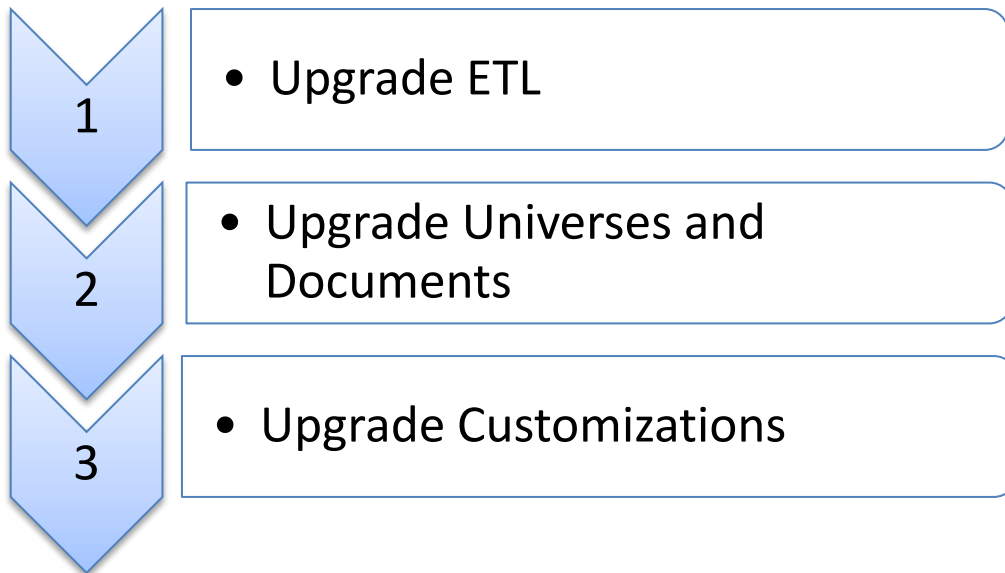 1
• Upgrade ETL
2
• Upgrade Universes and
Documents
3
• Upgrade Customizations